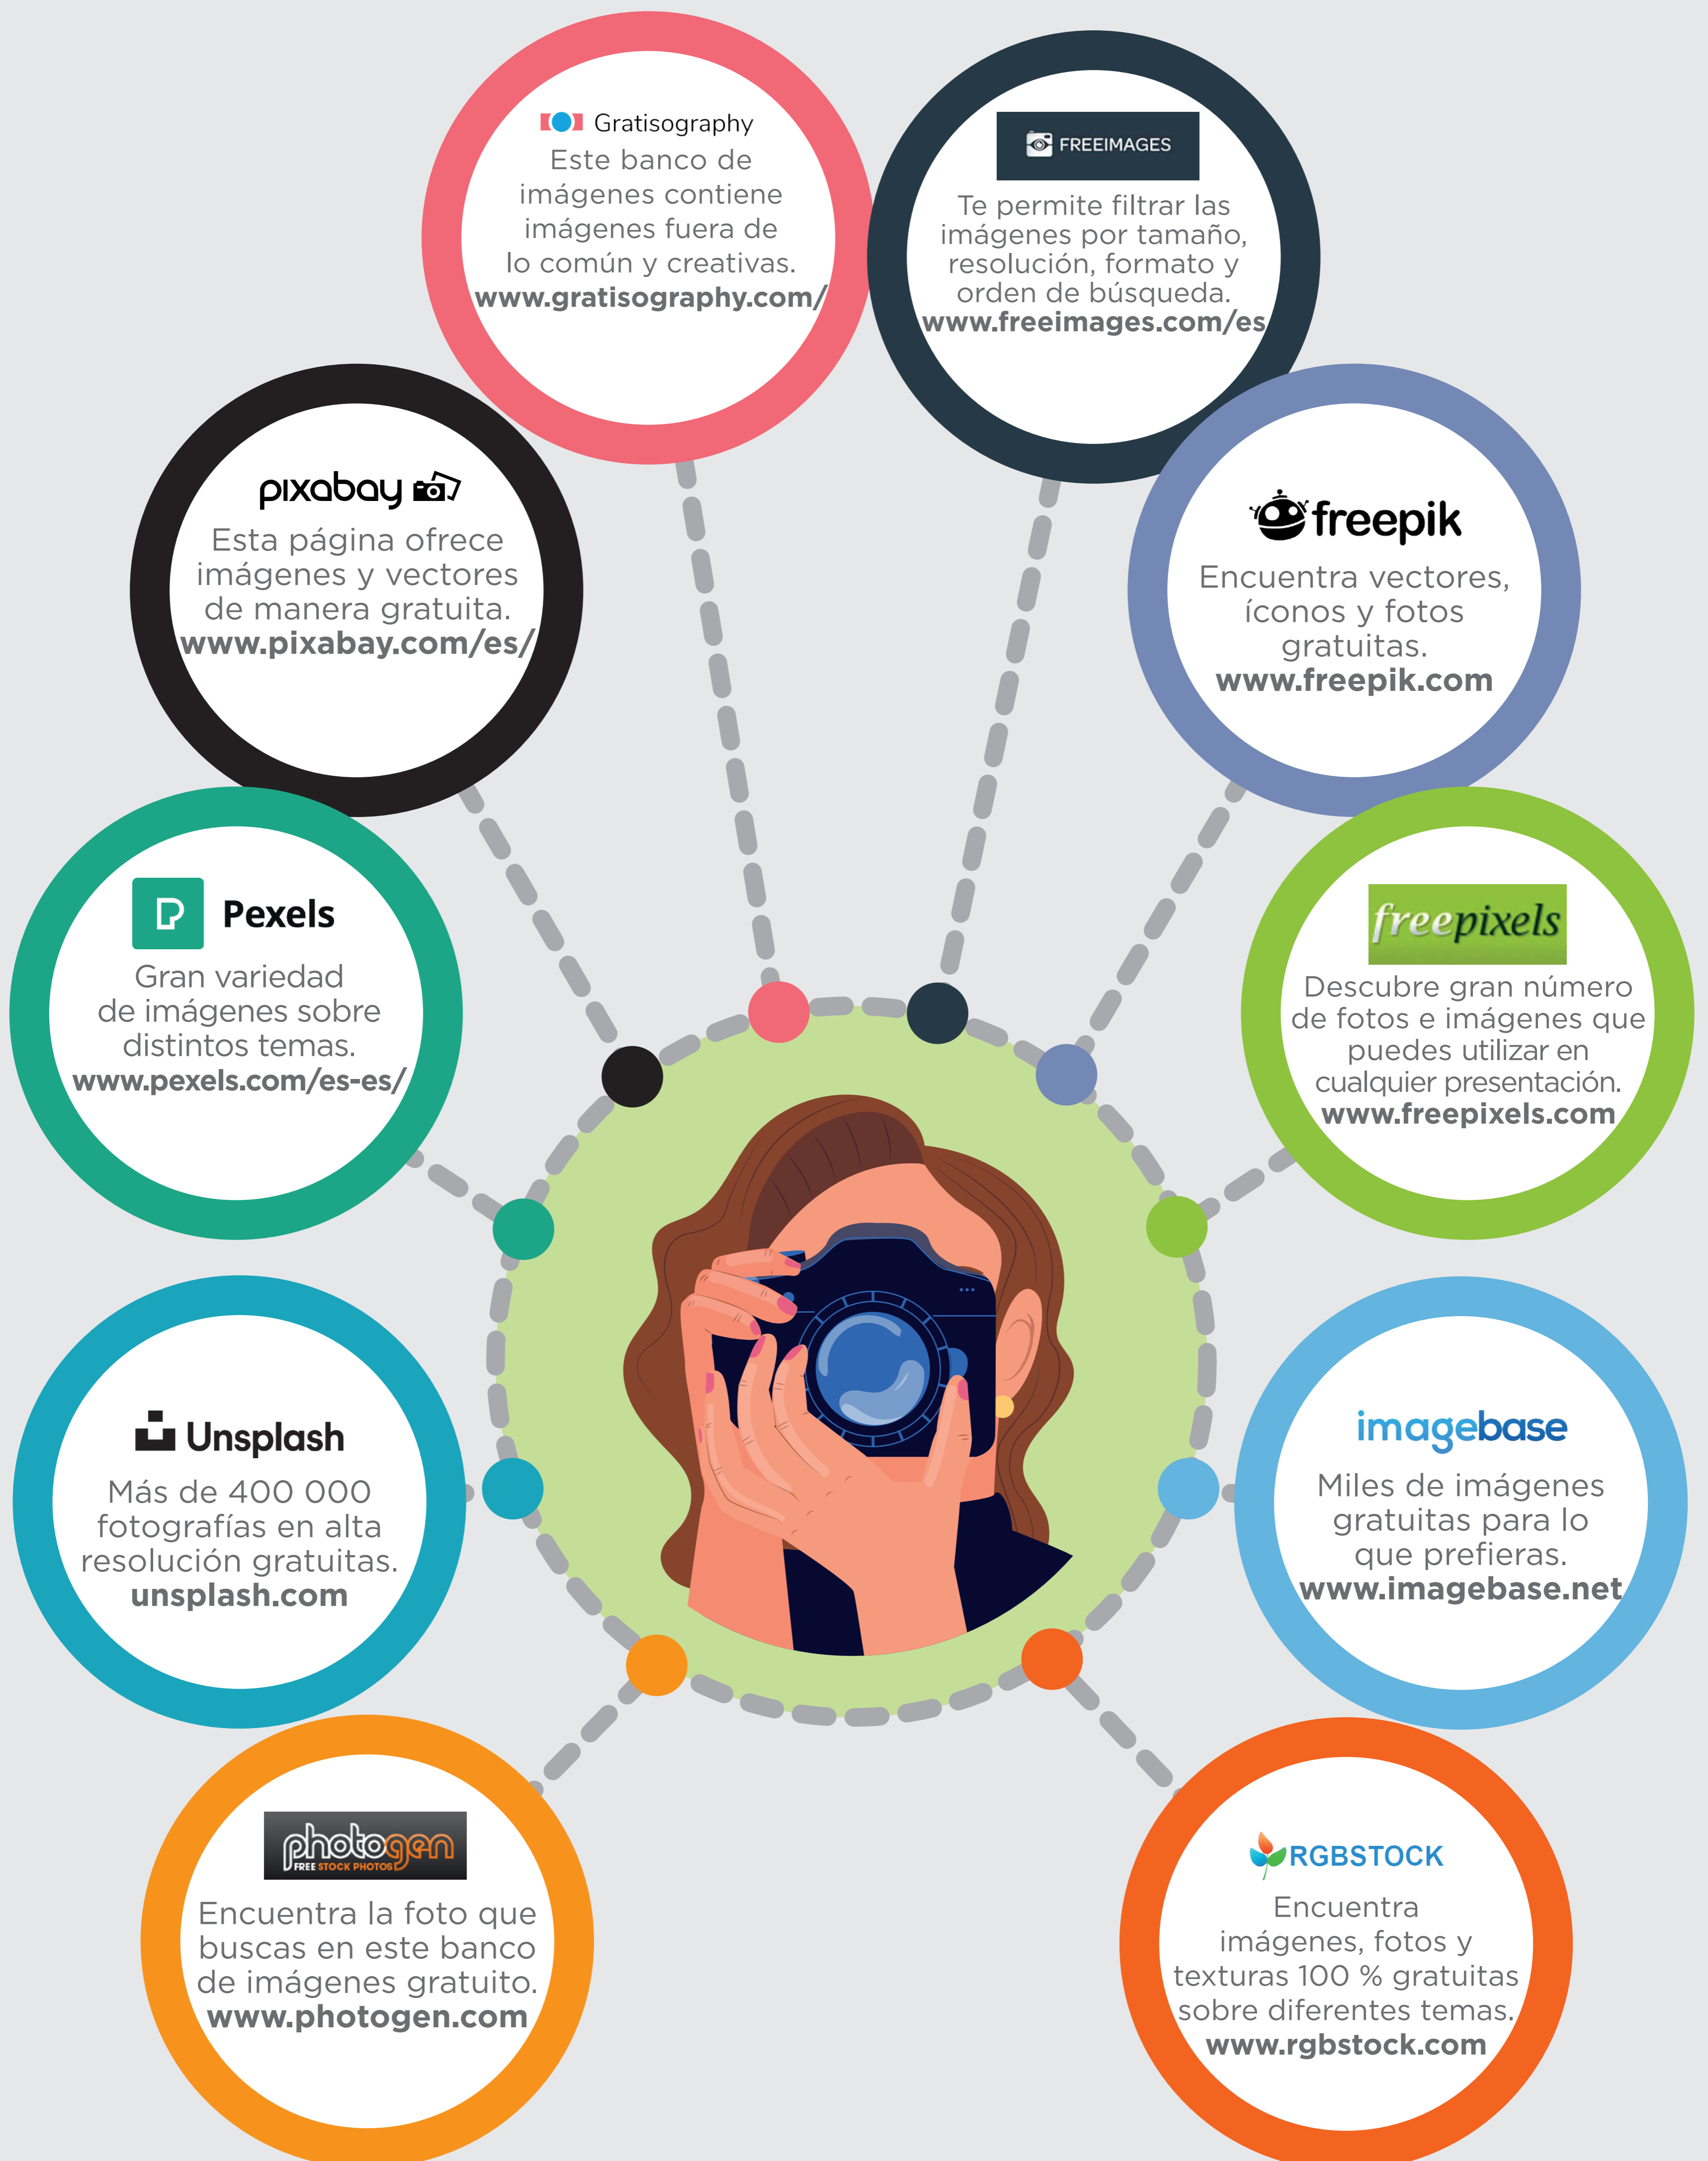 Gratisography
Este banco de
imágenes contiene
imágenes fuera de
lo común y creativas.
www.gratisography.com/
FREEIMAGES
Te permite filtrar las
imágenes por tamaño,
resolución, formato y
orden de búsqueda.
www.freeimages.com/es
pixabay
Esta página ofrece
imágenes y vectores
de manera gratuita.
www.pixabay.com/es/
freepik
Encuentra vectores,
íconos y fotos
gratuitas.
www.freepik.com
Pexels
Gran variedad
de imágenes sobre
distintos temas.
www.pexels.com/es-es/
freepixels
Descubre gran número
de fotos e imágenes que
puedes utilizar en
cualquier presentación.
www.freepixels.com
Unsplash
Más de 400 000
fotografías en alta
resolución gratuitas.
unsplash.com
imagebase
Miles de imágenes
gratuitas para lo
que prefieras.
www.imagebase.net
photogen
FREE STOCK PHOTOS
Encuentra la foto que
buscas en este banco
de imágenes gratuito.
www.photogen.com
RGBSTOCK
Encuentra
imágenes, fotos y
texturas 100 % gratuitas
sobre diferentes temas.
www.rgbstock.com